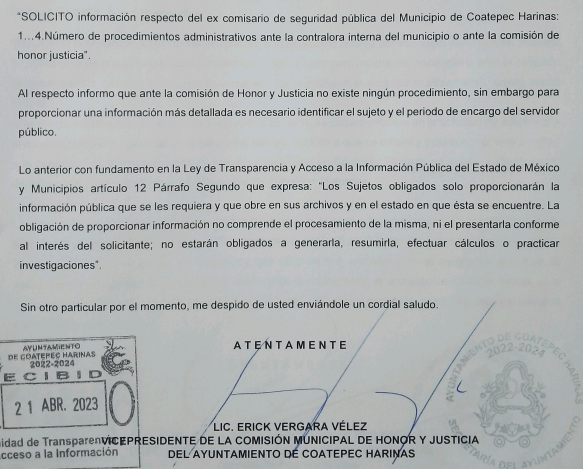 "SOLICITO información respecto del ex comisario de seguridad pública del Municipio de Coatepec Harinas:
1...4.Número de procedimientos administrativos ante la contralora interna del municipio o ante la comisión de
honor justicia".
Al respecto informo que ante la comisión de Honor y Justicia no existe ningún procedimiento, sin embargo para
proporcionar una información más detallada es necesario identificar el sujeto y el periodo de encargo del servidor
público.
Lo anterior con fundamento en la Ley de Transparencia y Acceso a la Información Pública del Estado de México
y Municipios artículo 12 Párrafo Segundo que expresa: "Los Sujetos obligados solo proporcionarán la
información pública que se les requiera y que obre en sus archivos y en el estado en que ésta se encuentre. La
obligación de proporcionar información no comprende el procesamiento de la misma, ni el presentarla conforme
al interés del solicitante; no estarán obligados a generarla, resumirla, efectuar cálculos o practicar
investigaciones".
Sin otro particular por el momento, me despido de usted enviándole un cordial saludo.
ATENTAMENTE
LIC. ERICK VERGARA VÉLEZ
VICEPRESIDENTE DE LA COMISIÓN MUNICIPAL DE HONOR Y JUSTICIA
DEL AYUNTAMIENTO DE COATEPEC HARINAS
AYUNTAMIENTO
DE COATEPEC HARINAS
2022-2024
ECIBID
21 ABR. 2023
nidad de Transparen
cceso a la Información
AYUNTAMIENTO DE COATEPEC HARINAS
2022-2024
SECRETARÍA DEL AYUNTAMIENTO